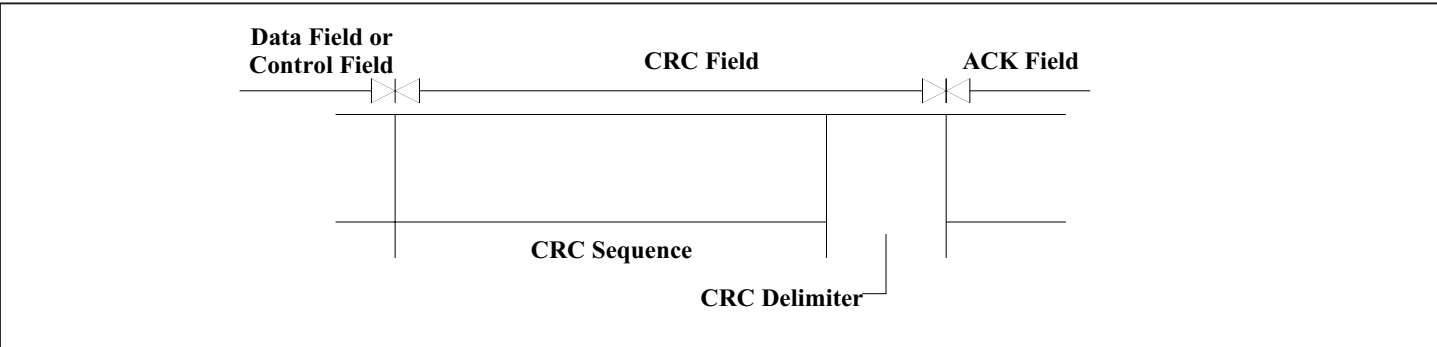 Data Field or
Control Field
CRC Field
ACK Field
CRC Sequence
CRC Delimiter